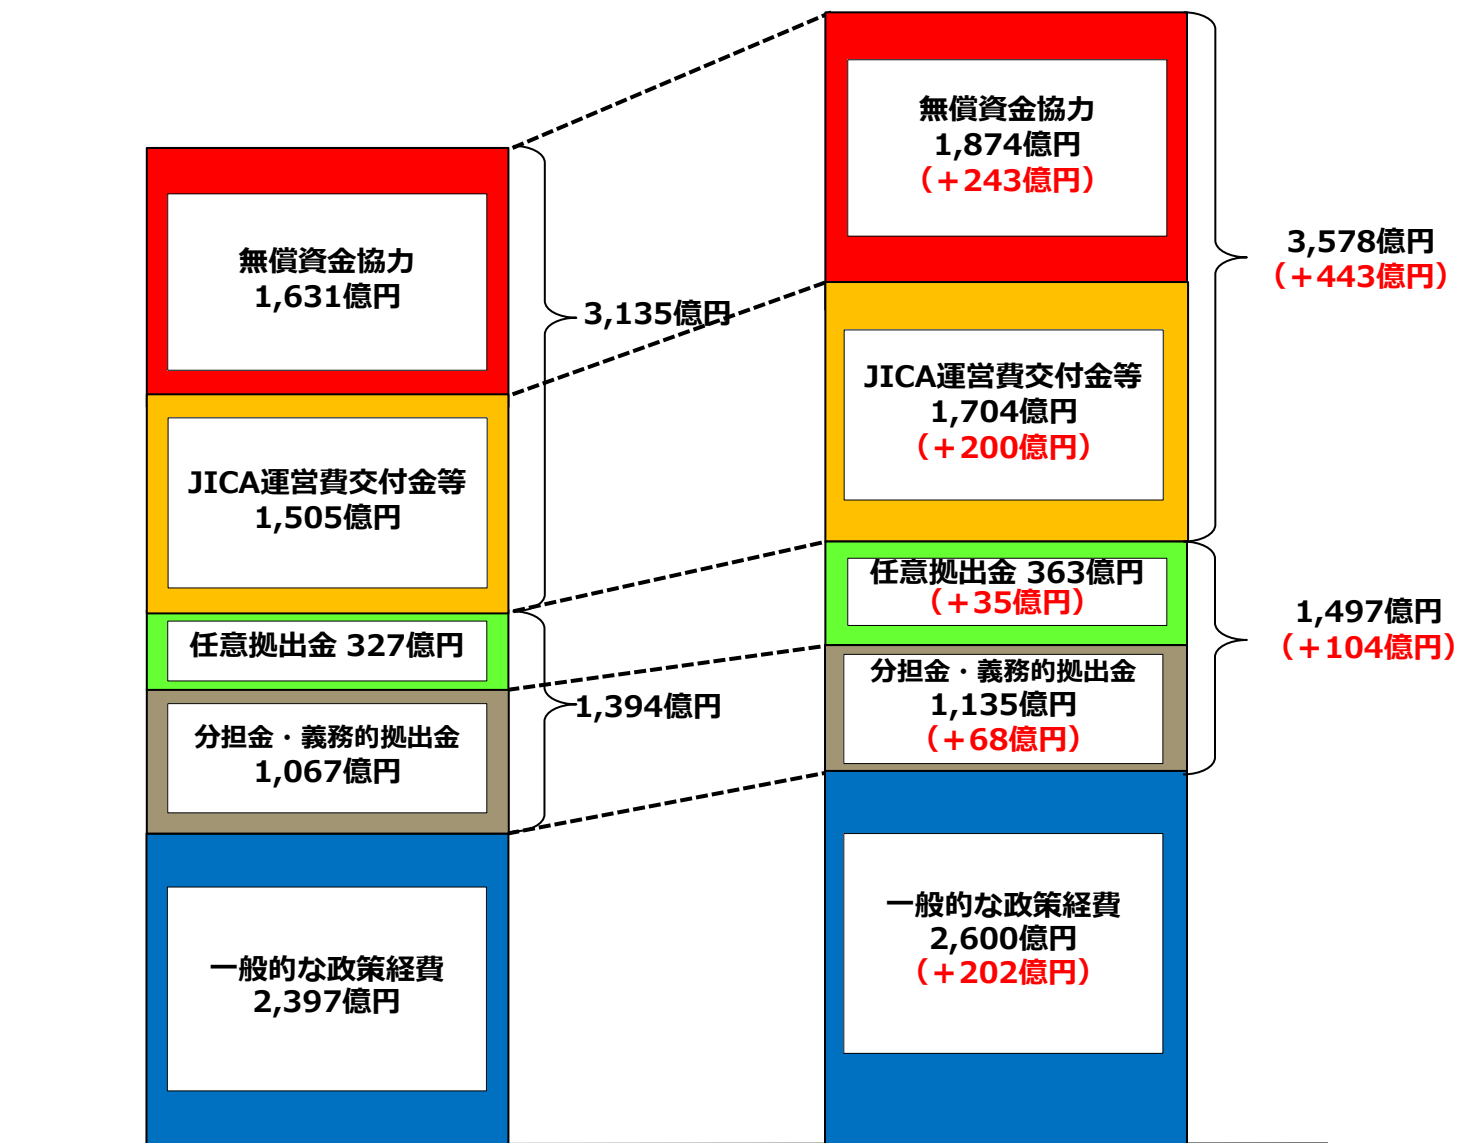 無償資金協力
1,631億円
JICA運営費交付金等
1,505億円
任意拠出金 327億円
分担金・義務的拠出金
1,067億円
一般的な政策経費
2,397億円
3,135億円
1,394億円
無償資金協力
1,874億円
（＋243億円）
JICA運営費交付金等
1,704億円
（＋200億円）
任意拠出金 363億円
（＋35億円）
分担金・義務的拠出金
1,135億円
（＋68億円）
一般的な政策経費
2,600億円
（＋202億円）
3,578億円
（＋443億円）
1,497億円
（＋104億円）